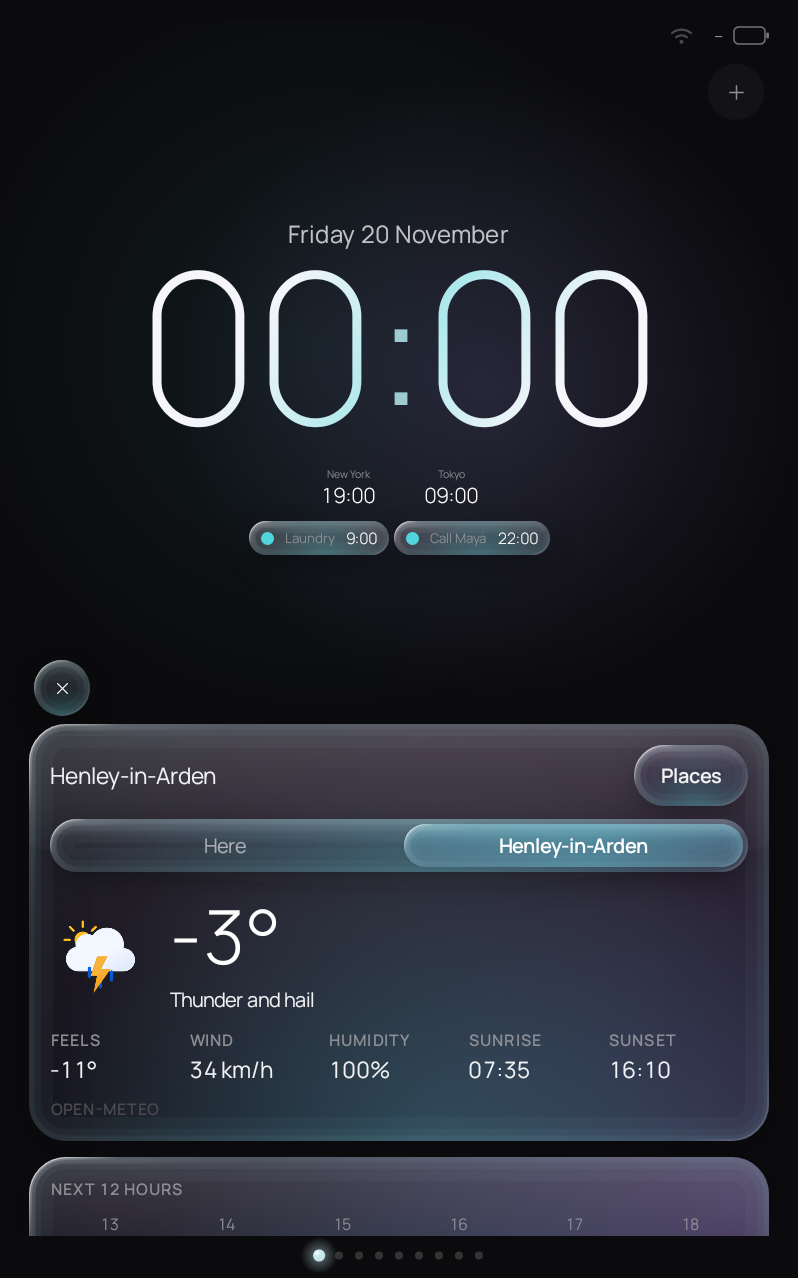 –
+
Friday 20 November
00:00
New York Tokyo
19:00 09:00
Laundry 9:00 Call Maya 22:00
Henley-in-Arden Places
Here Henley-in-Arden
-3°
Thunder and hail
FEELS WIND HUMIDITY SUNRISE SUNSET
-11° 34 km/h 100% 07:35 16:10
OPEN-METEO
NEXT 12 HOURS
13 14 15 16 17 18